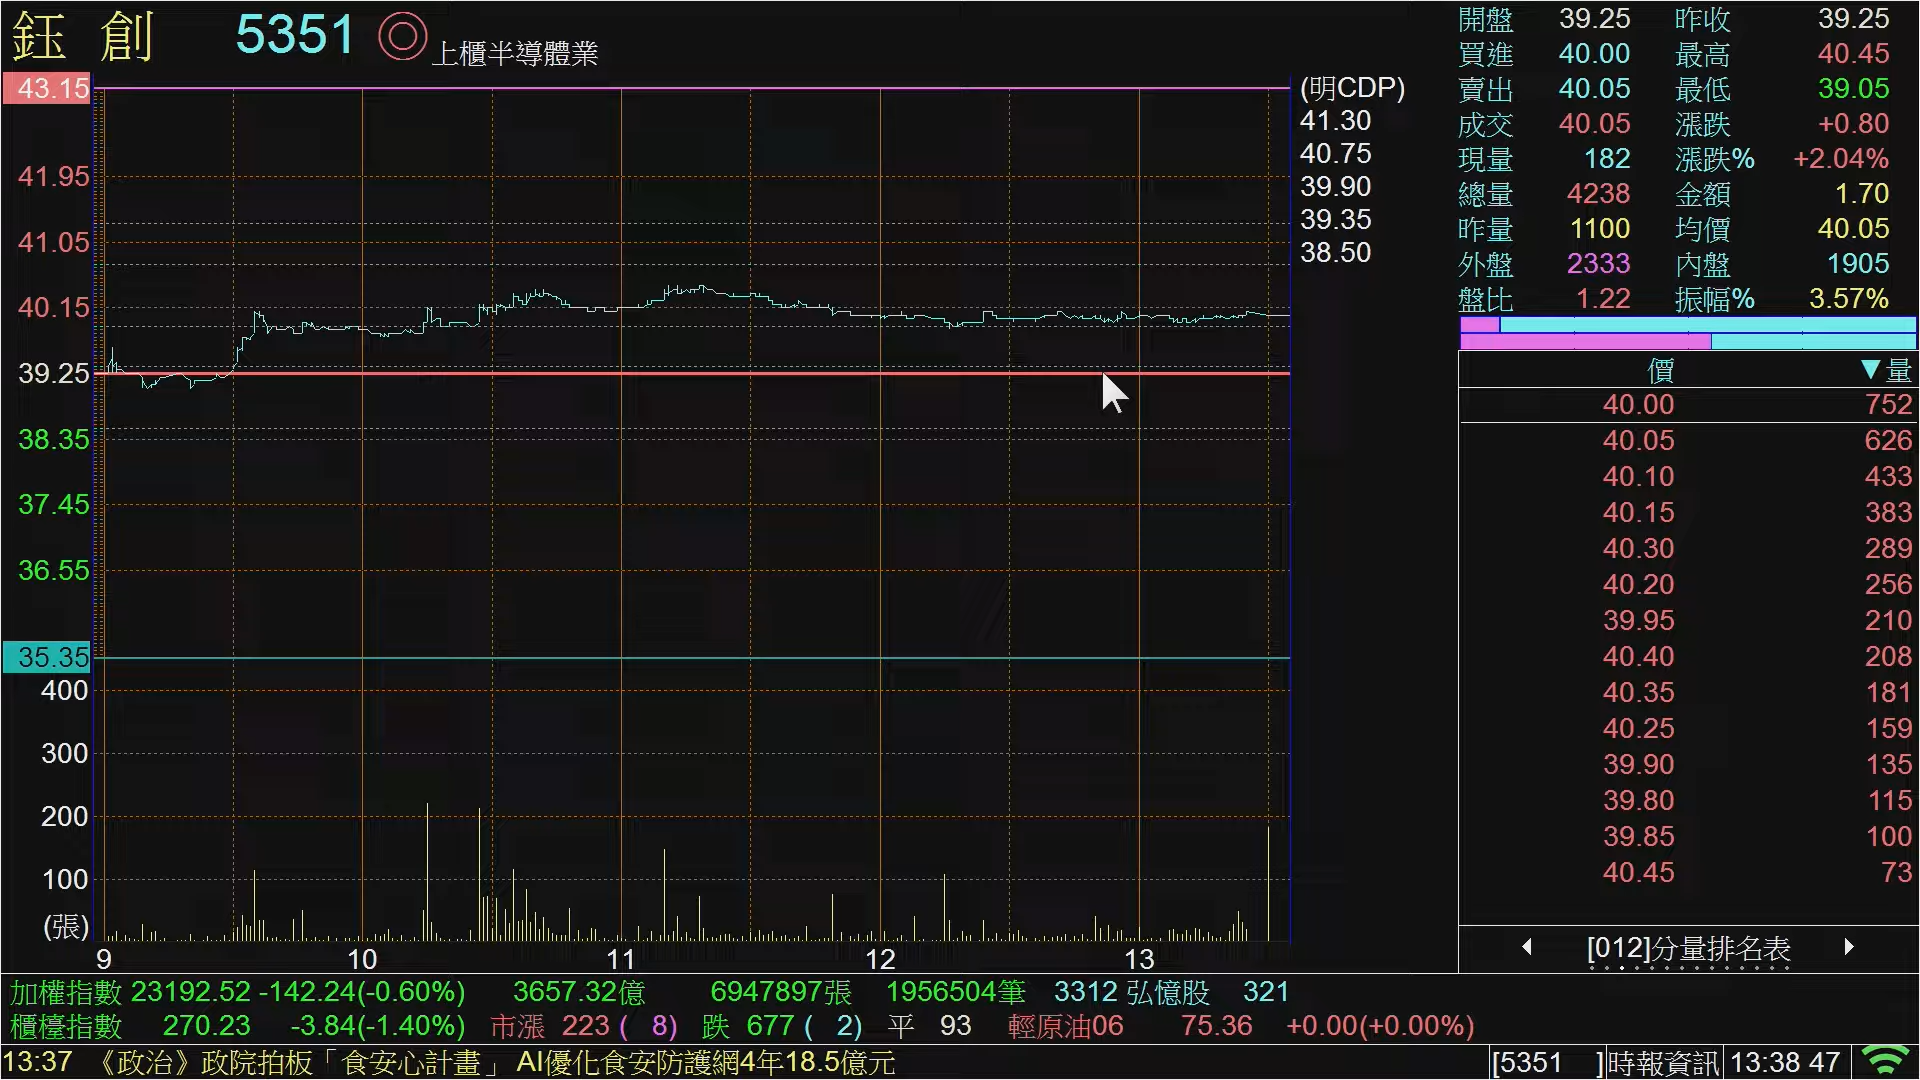 鈺 創 5351 ◎ 上櫃半導體業
43.15
41.95
41.05
40.15
39.25
38.35
37.45
36.55
35.35
400
300
200
100
(張)
9 10 11 12 13
(明CDP)
41.30
40.75
39.90
39.35
38.50
開盤 39.25 昨收 39.25
買進 40.00 最高 40.45
賣出 40.05 最低 39.05
成交 40.05 漲跌 +0.80
現量 182 漲跌% +2.04%
總量 4238 金額 1.70
昨量 1100 均價 40.05
外盤 2333 內盤 1905
盤比 1.22 振幅% 3.57%
價 ▼量
40.00 752
40.05 626
40.10 433
40.15 383
40.30 289
40.20 256
39.95 210
40.40 208
40.35 181
40.25 159
39.90 135
39.80 115
39.85 100
40.45 73
[012]分量排名表
加權指數 23192.52 -142.24(-0.60%) 3657.32億 6947897張 1956504筆 3312 弘憶股 321
櫃檯指數 270.23 -3.84(-1.40%) 市漲 223 ( 8) 跌 677 ( 2) 平 93 輕原油06 75.36 +0.00(+0.00%)
13:37 《政治》政院拍板「食安心計畫」 AI優化食安防護網4年18.5億元 [5351 ] 時報資訊 13:38 47